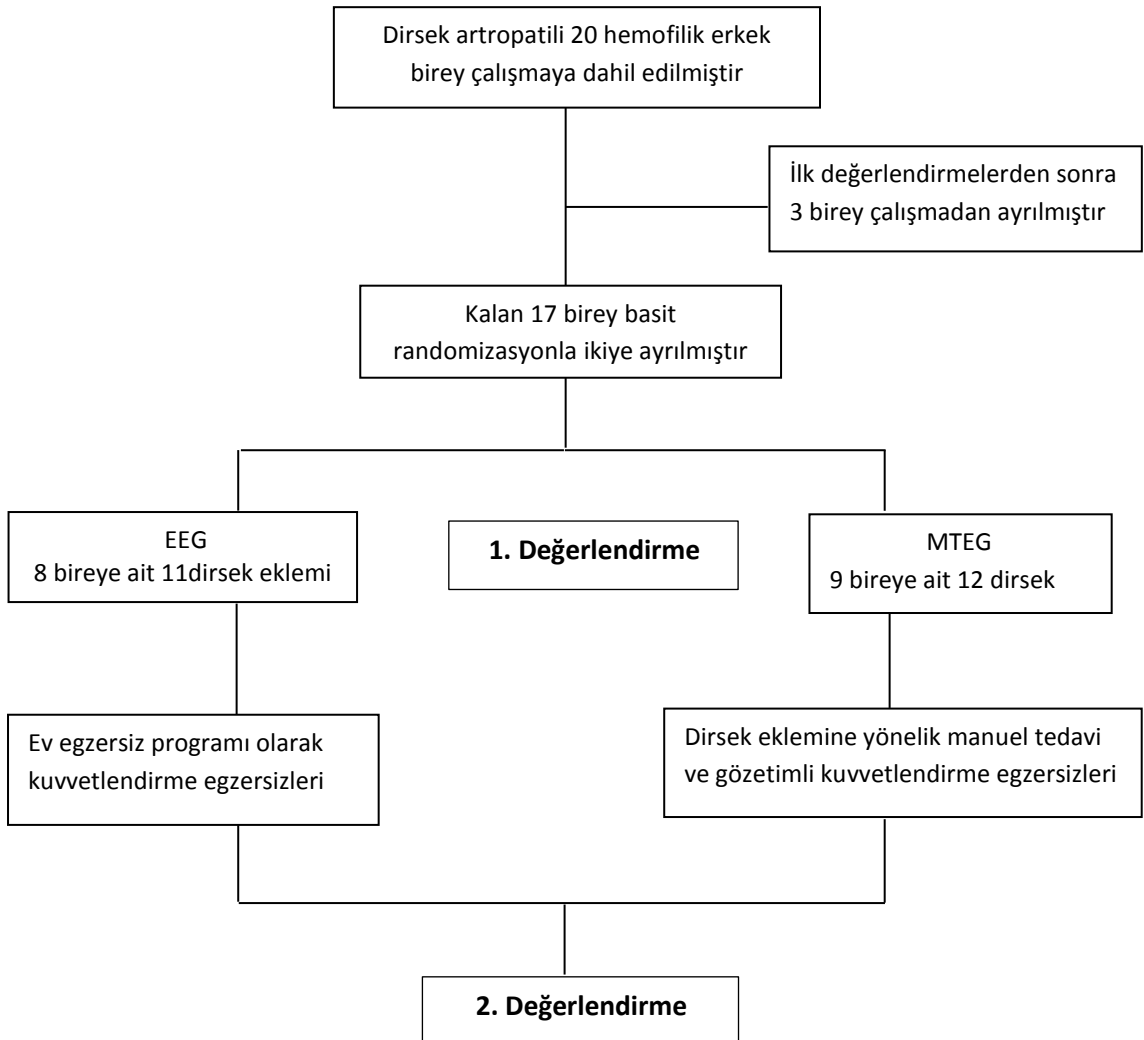 Dirsek artropatili 20 hemofilik erkek
birey çalışmaya dahil edilmiştir
İlk değerlendirmelerden sonra
3 birey çalışmadan ayrılmıştır
Kalan 17 birey basit
randomizasyonla ikiye ayrılmıştır
EEG
8 bireye ait 11dirsek eklemi
1. Değerlendirme
MTEG
9 bireye ait 12 dirsek
Ev egzersiz programı olarak
kuvvetlendirme egzersizleri
Dirsek eklemine yönelik manuel tedavi
ve gözetimli kuvvetlendirme egzersizleri
2. Değerlendirme